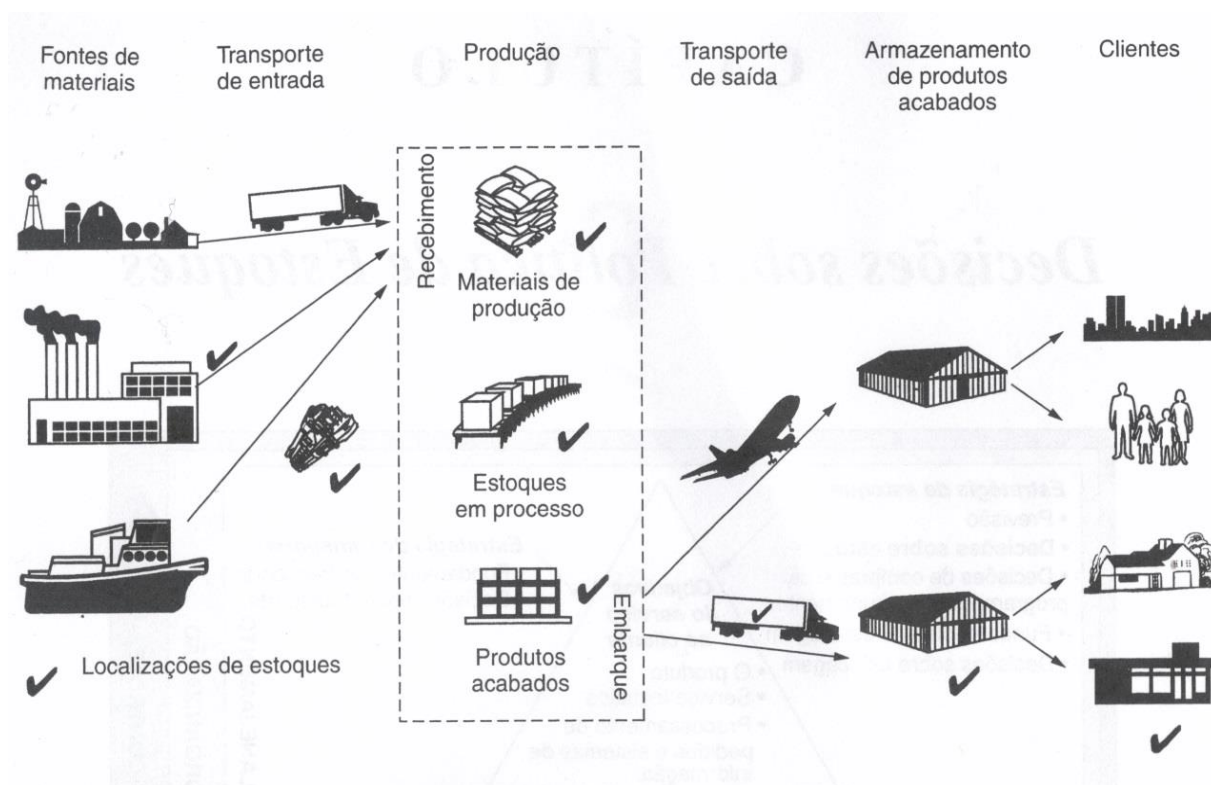 Fontes de
materiais
Transporte
de entrada
Produção
Transporte
de saída
Armazenamento
de produtos
acabados
Clientes
Recebimento
Materiais de
produção
Estoques
em processo
Produtos
acabados
Embarque
Localizações de estoques